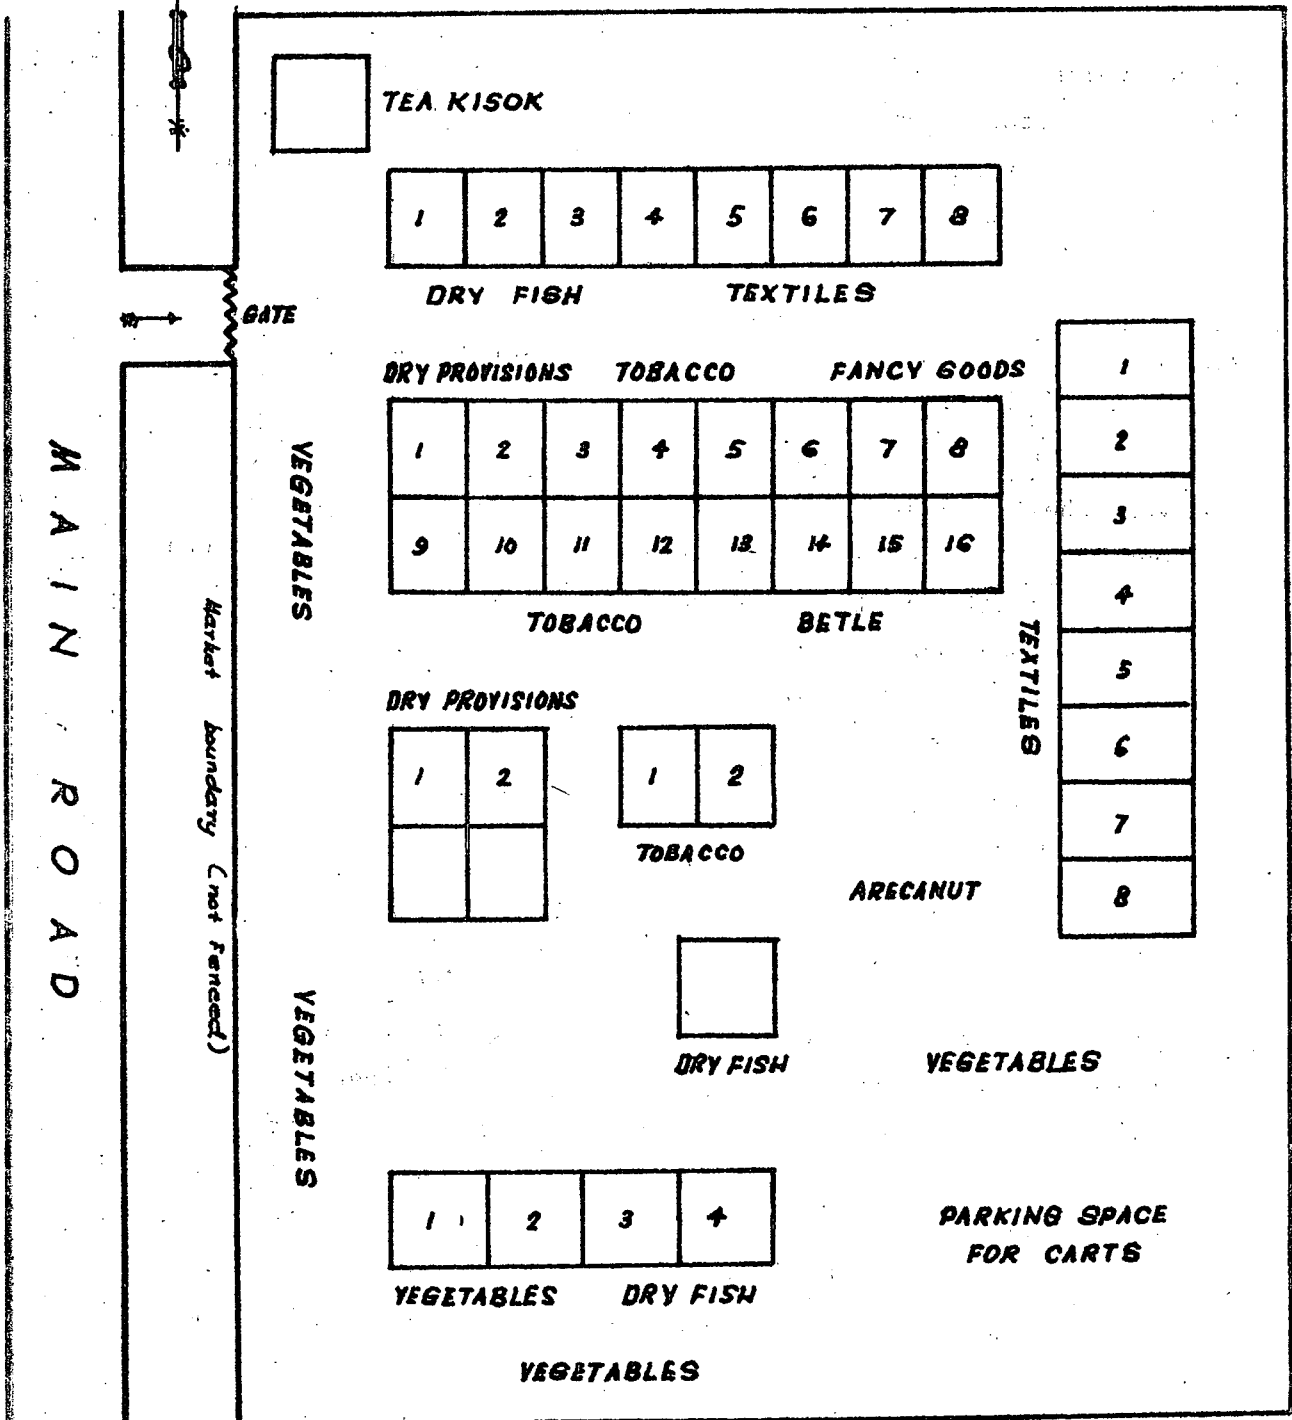 TEA KISOK
1 2 3 4 5 6 7 8
DRY FISH TEXTILES
GATE
DRY PROVISIONS TOBACCO FANCY GOODS
1 2 3 4 5 6 7 8
9 10 11 12 13 14 15 16
TOBACCO BETLE
VEGETABLES
MAIN ROAD
Market boundary (not Fenced)
TEXTILES
1
2
3
4
5
6
7
8
DRY PROVISIONS
1 2
1 2
TOBACCO
ARECANUT
DRY FISH
VEGETABLES
VEGETABLES
1 2 3 4
VEGETABLES DRY FISH
PARKING SPACE
FOR CARTS
VEGETABLES